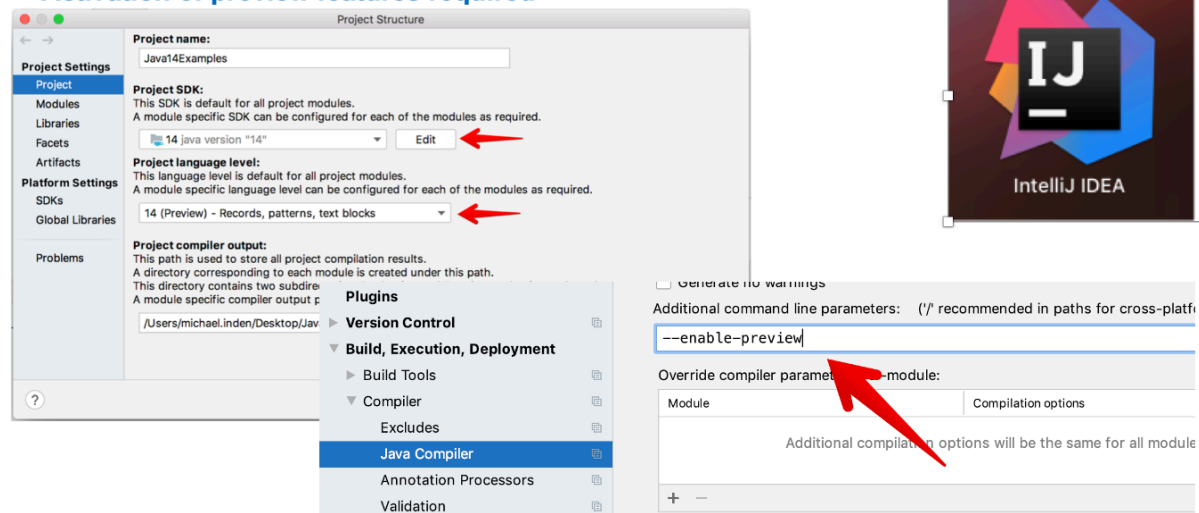 Activation of preview features required
Project Structure
Project name:
Java14Examples
Project Settings
Project
Modules
Libraries
Facets
Artifacts
Platform Settings
SDKs
Global Libraries
Problems
Project SDK:
This SDK is default for all project modules.
A module specific SDK can be configured for each of the modules as required.
14 java version "14"
Edit
Project language level:
This language level is default for all project modules.
A module specific language level can be configured for each of the modules as required.
14 (Preview) - Records, patterns, text blocks
Project compiler output:
This path is used to store all project compilation results.
A directory corresponding to each module is created under this path.
This directory contains two subdire
A module specific compiler output p
/Users/michael.inden/Desktop/Jav
?
IJ
IntelliJ IDEA
Plugins
Version Control
Build, Execution, Deployment
Build Tools
Compiler
Excludes
Java Compiler
Annotation Processors
Validation
Generate no warnings
Additional command line parameters: ('/' recommended in paths for cross-platfo
--enable-preview
Override compiler paramet -module:
Module
Compilation options
Additional compilation options will be the same for all module
+ −